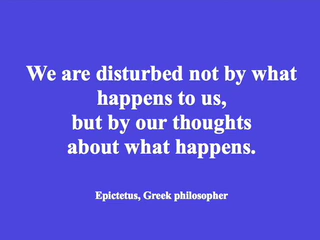 We are disturbed not by what
happens to us,
but by our thoughts
about what happens.
Epictetus, Greek philosopher